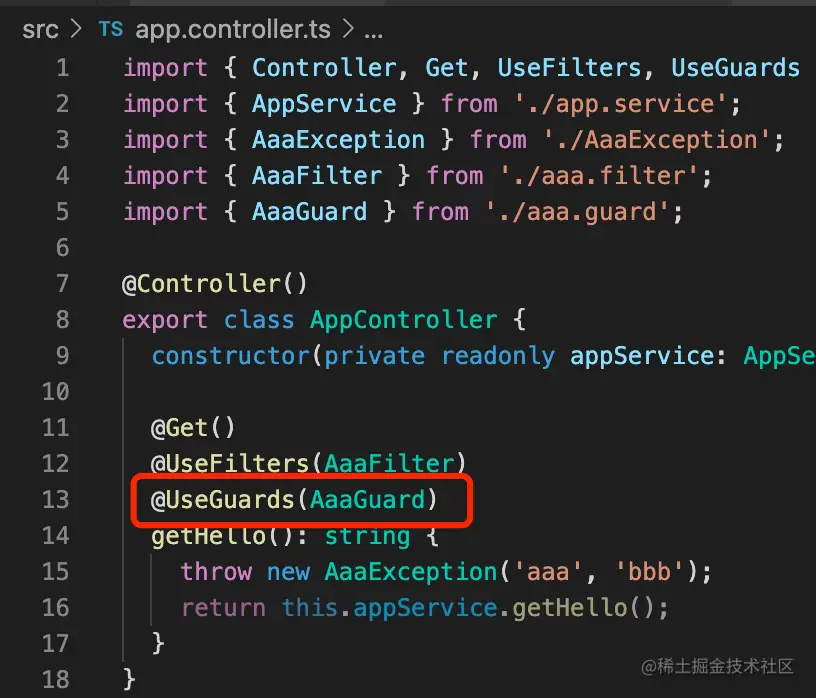 src > TS app.controller.ts > ...
1 import { Controller, Get, UseFilters, UseGuards
2 import { AppService } from './app.service';
3 import { AaaException } from './AaaException';
4 import { AaaFilter } from './aaa.filter';
5 import { AaaGuard } from './aaa.guard';
6
7 @Controller()
8 export class AppController {
9 constructor(private readonly appService: AppSe
10
11 @Get()
12 @UseFilters(AaaFilter)
13 @UseGuards(AaaGuard)
14 getHello(): string {
15 throw new AaaException('aaa', 'bbb');
16 return this.appService.getHello();
17 }
18 }
@稀土掘金技术社区